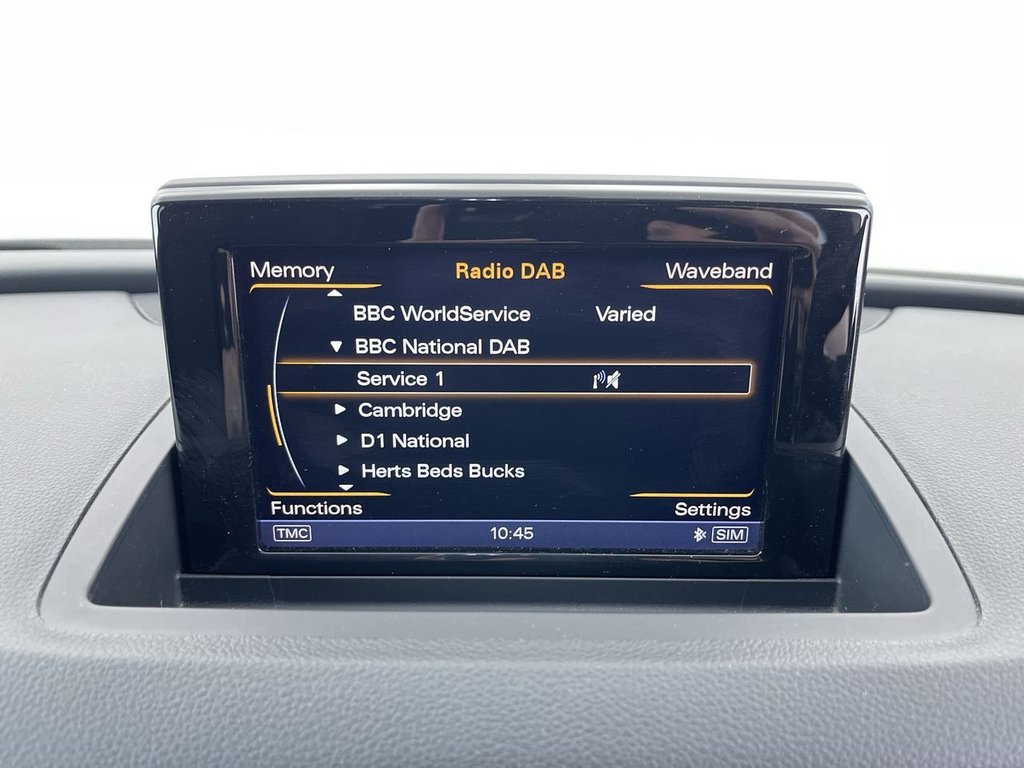 Memory Radio DAB Waveband
BBC WorldService Varied
BBC National DAB
Service 1
Cambridge
D1 National
Herts Beds Bucks
Functions Settings
TMC 10:45 SIM